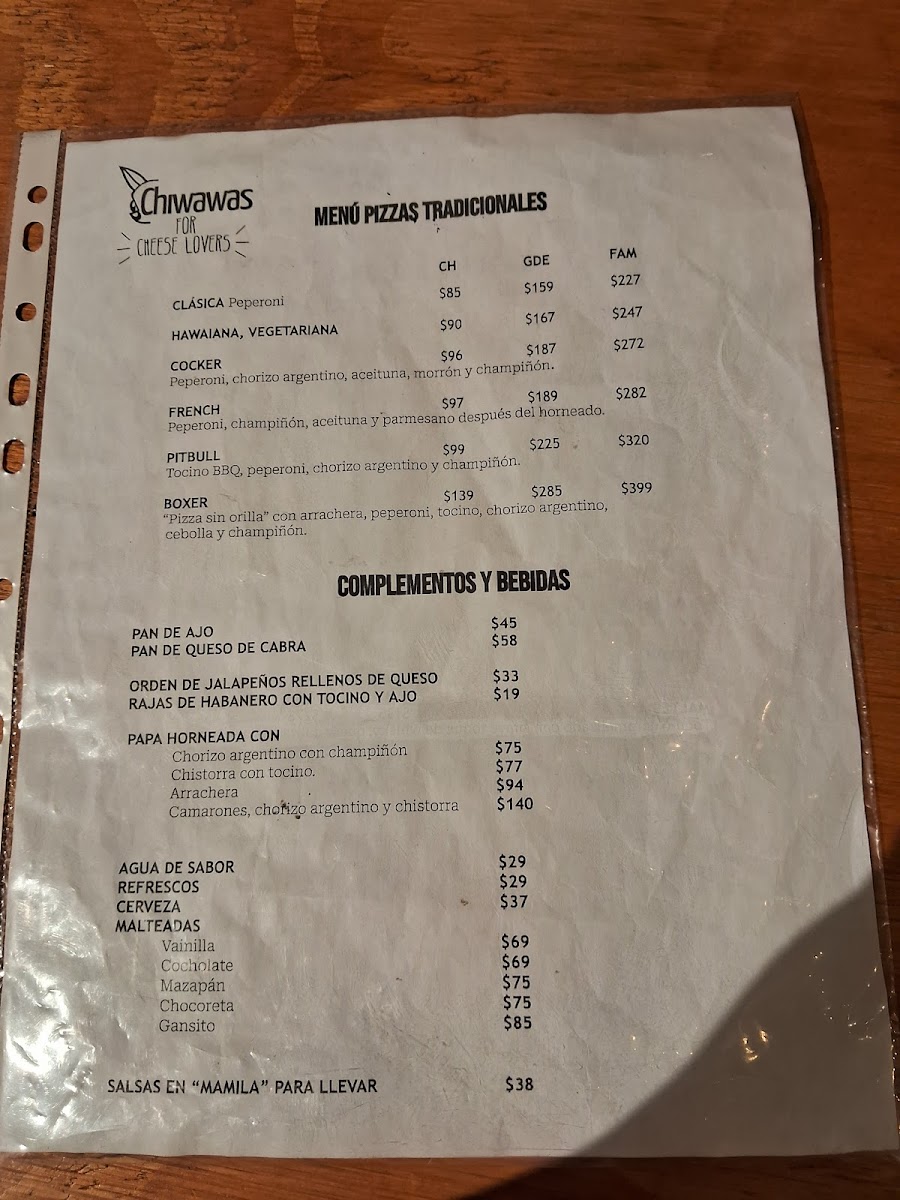 Chiwawas
FOR
CHEESE LOVERS
MENÚ PIZZAS TRADICIONALES
CH GDE FAM
CLÁSICA Peperoni $85 $159 $227
HAWAIANA, VEGETARIANA $90 $167 $247
COCKER $96 $187 $272
Peperoni, chorizo argentino, aceituna, morrón y champiñón.
FRENCH $97 $189 $282
Peperoni, champiñón, aceituna y parmesano después del horneado.
PITBULL $99 $225 $320
Tocino BBQ, peperoni, chorizo argentino y champiñón.
BOXER $139 $285 $399
“Pizza sin orilla” con arrachera, peperoni, tocino, chorizo argentino,
cebolla y champiñón.
COMPLEMENTOS Y BEBIDAS
PAN DE AJO $45
PAN DE QUESO DE CABRA $58
ORDEN DE JALAPEÑOS RELLENOS DE QUESO $33
RAJAS DE HABANERO CON TOCINO Y AJO $19
PAPA HORNEADA CON
Chorizo argentino con champiñón $75
Chistorra con tocino. $77
Arrachera $94
Camarones, chorizo argentino y chistorra $140
AGUA DE SABOR $29
REFRESCOS $29
CERVEZA $37
MALTEADAS
Vainilla $69
Cocholate $69
Mazapán $75
Chocoreta $75
Gansito $85
SALSAS EN “MAMILA” PARA LLEVAR $38